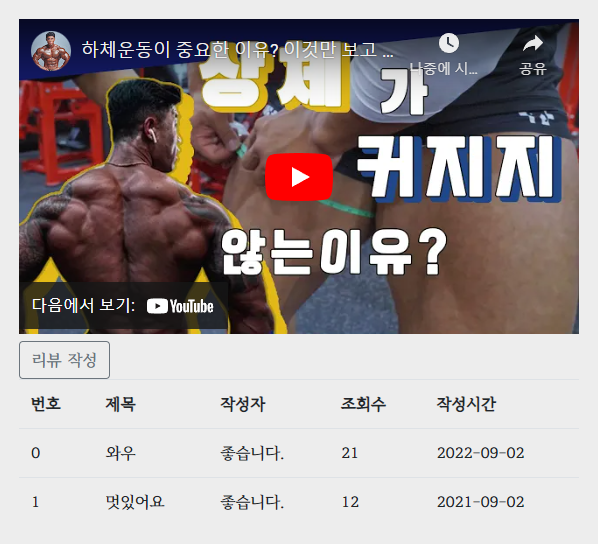 하체운동이 중요한 이유? 이것만 보고 ...
나중에 시...
공유
상체가
커지지
않는이유?
다음에서 보기: YouTube
리뷰 작성
번호 제목 작성자 조회수 작성시간
0 와우 좋습니다. 21 2022-09-02
1 멋있어요 좋습니다. 12 2021-09-02